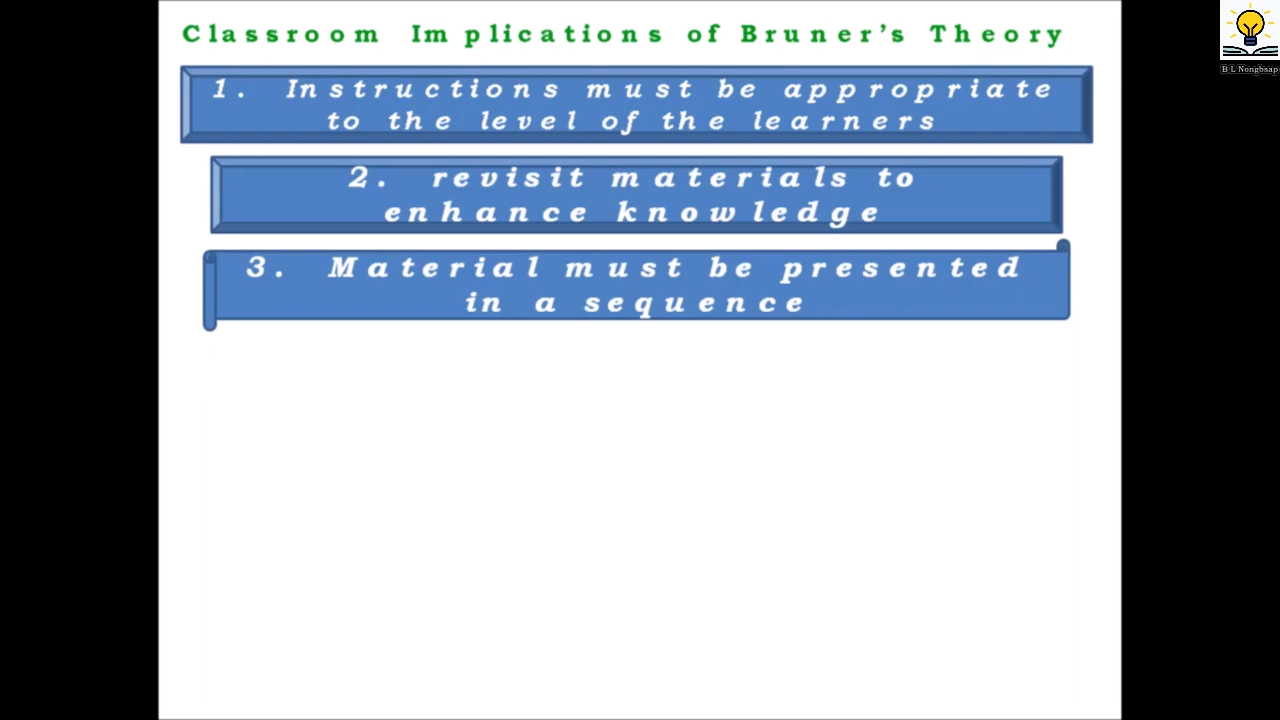 Classroom Implications of Bruner's Theory
1. Instructions must be appropriate
to the level of the learners
2. revisit materials to
enhance knowledge
3. Material must be presented
in a sequence
B L Nongbsap